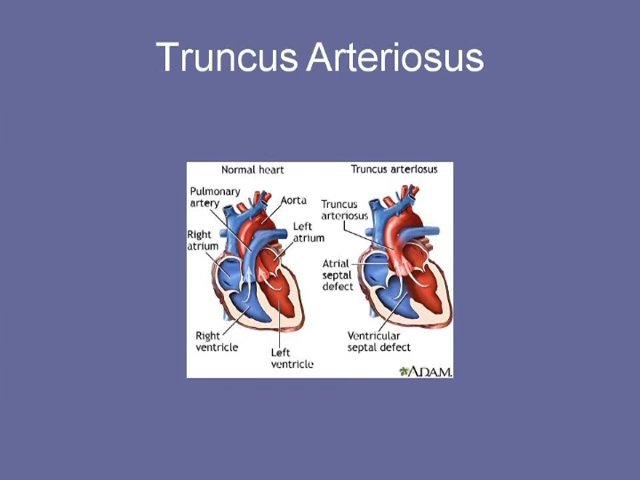 Truncus Arteriosus
Normal heart
Pulmonary
artery
Aorta
Left
atrium
Right
atrium
Right
ventricle
Left
ventricle
Truncus arteriosus
Truncus
arteriosus
Atrial
septal
defect
Ventricular
septal defect
ADAM.